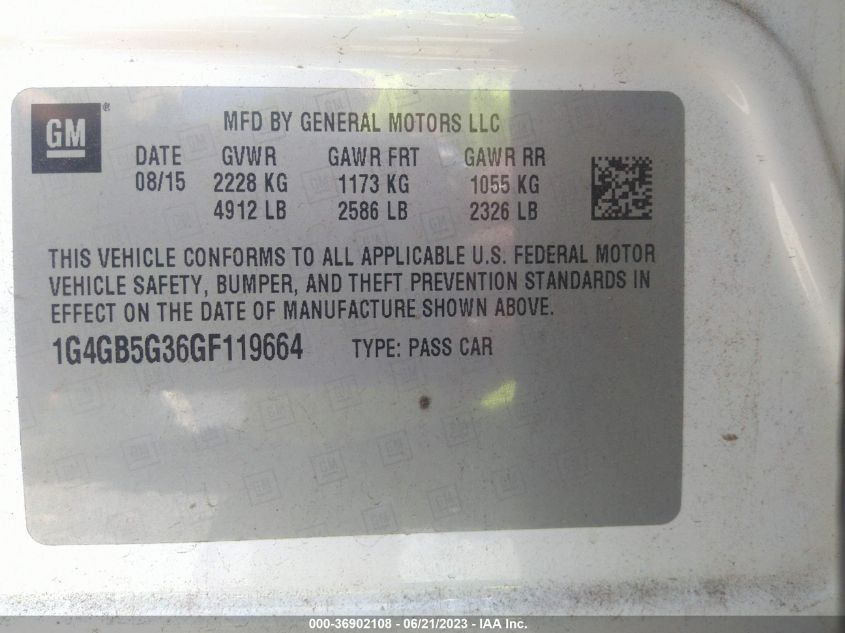 GM ®
MFD BY GENERAL MOTORS LLC
DATE GVWR GAWR FRT GAWR RR
08/15 2228 KG 1173 KG 1055 KG
4912 LB 2586 LB 2326 LB
THIS VEHICLE CONFORMS TO ALL APPLICABLE U.S. FEDERAL MOTOR
VEHICLE SAFETY, BUMPER, AND THEFT PREVENTION STANDARDS IN
EFFECT ON THE DATE OF MANUFACTURE SHOWN ABOVE.
1G4GB5G36GF119664 TYPE: PASS CAR
000-36902108 - 06/21/2023 - IAA Inc.